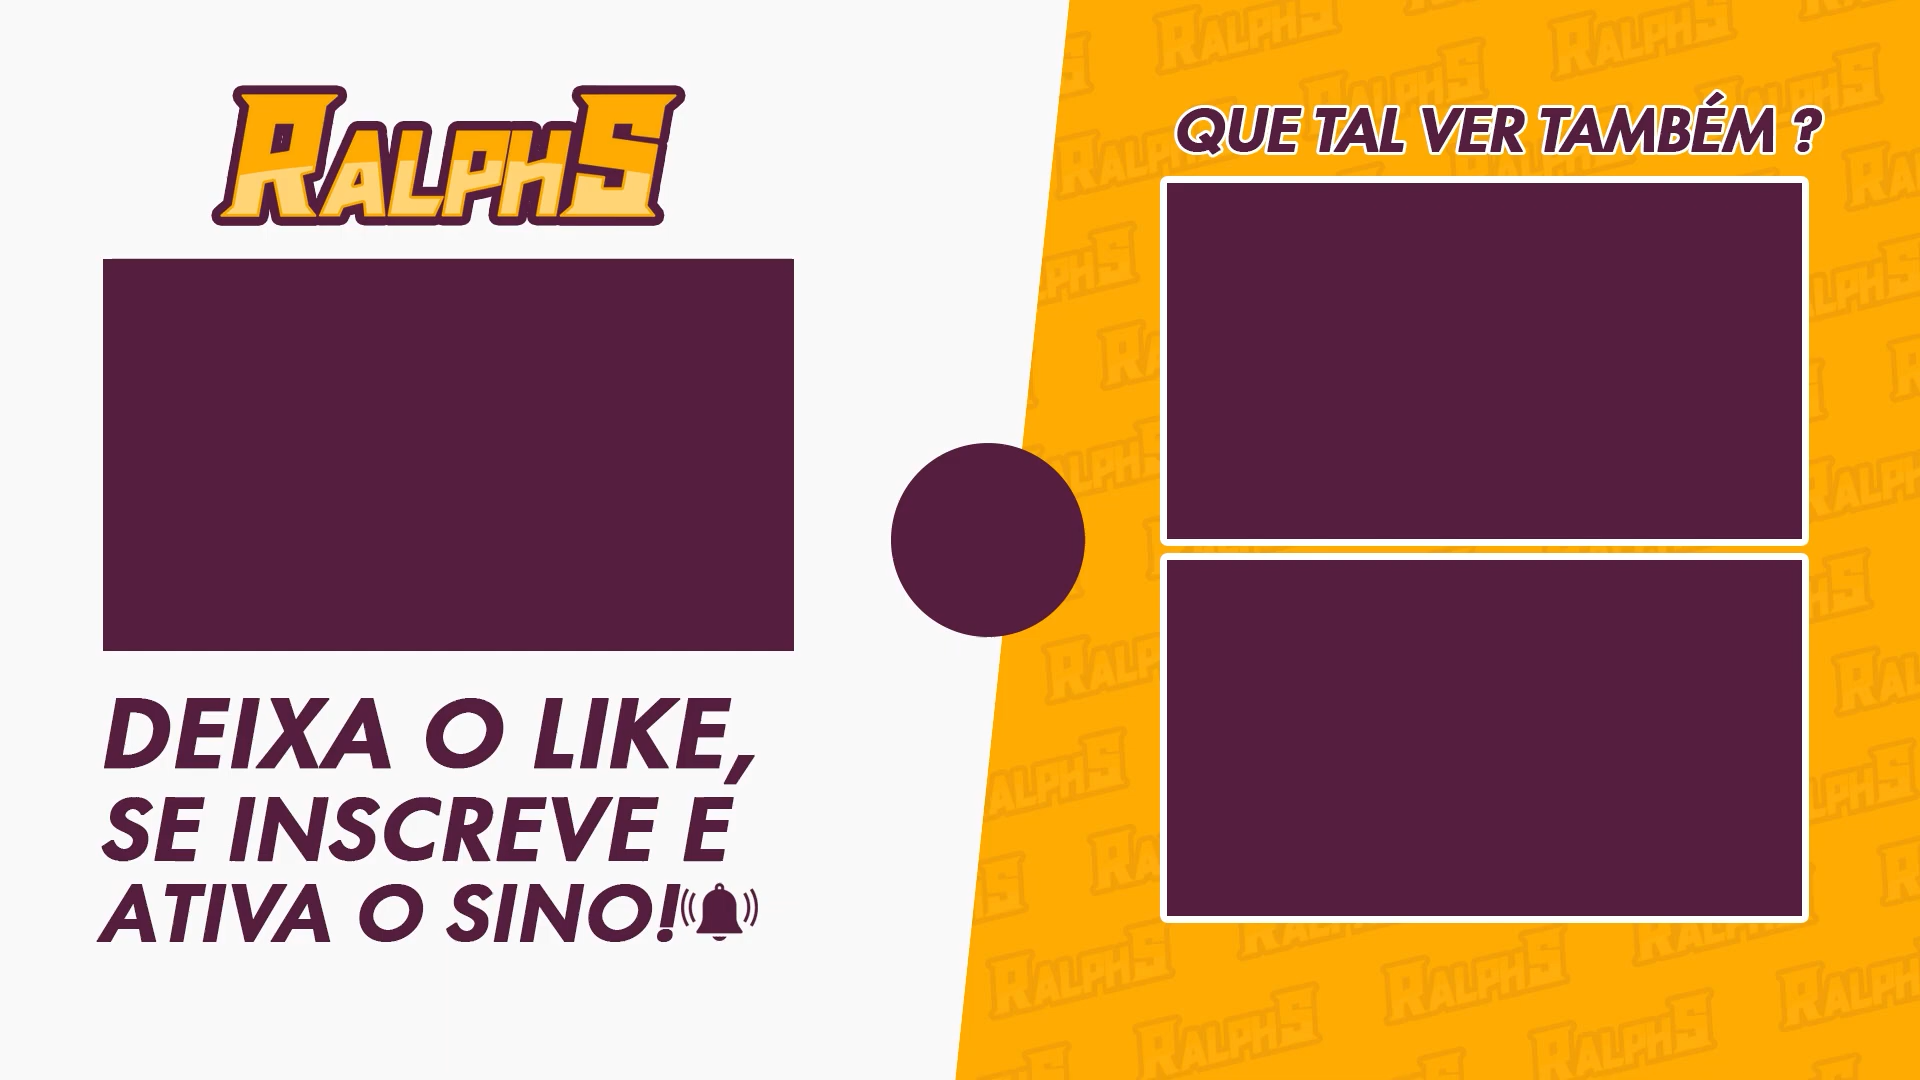 RALPHS
DEIXA O LIKE,
SE INSCREVE E
ATIVA O SINO!
QUE TAL VER TAMBÉM ?